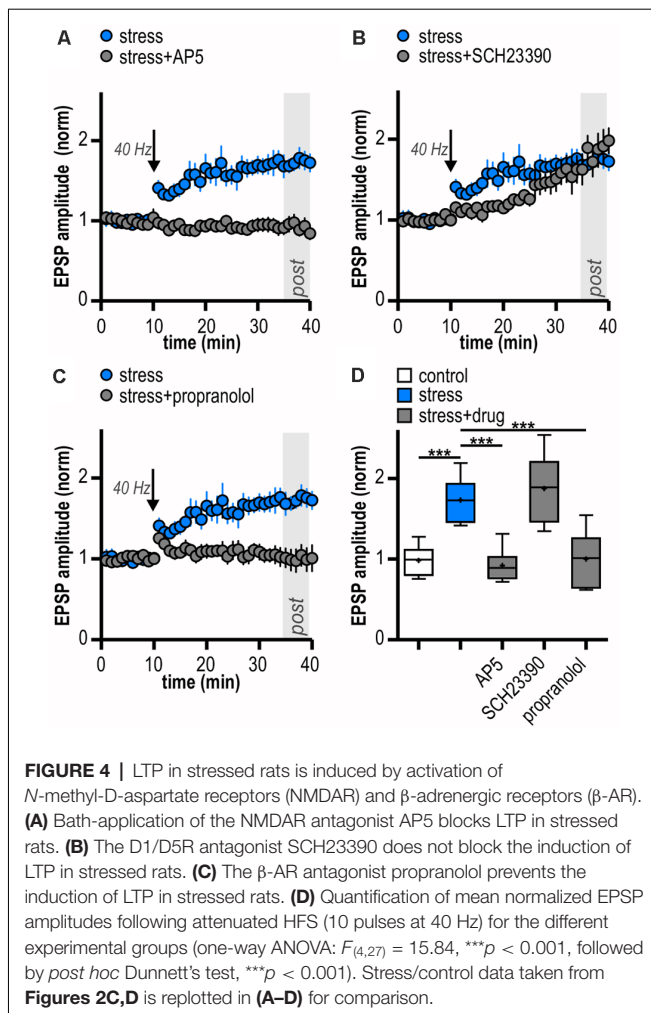 A
stress
stress+AP5
EPSP amplitude (norm)
2
1
0
40 Hz
post
0 10 20 30 40
time (min)
B
stress
stress+SCH23390
EPSP amplitude (norm)
2
1
0
40 Hz
post
0 10 20 30 40
time (min)
C
stress
stress+propranolol
EPSP amplitude (norm)
2
1
0
40 Hz
post
0 10 20 30 40
time (min)
D
control
stress
stress+drug
EPSP amplitude (norm)
2
1
0
***
***
***
AP5
SCH23390
propranolol
FIGURE 4 | LTP in stressed rats is induced by activation of
N-methyl-D-aspartate receptors (NMDAR) and β-adrenergic receptors (β-AR).
(A) Bath-application of the NMDAR antagonist AP5 blocks LTP in stressed
rats. (B) The D1/D5R antagonist SCH23390 does not block the induction of
LTP in stressed rats. (C) The β-AR antagonist propranolol prevents the
induction of LTP in stressed rats. (D) Quantification of mean normalized EPSP
amplitudes following attenuated HFS (10 pulses at 40 Hz) for the different
experimental groups (one-way ANOVA: F(4,27) = 15.84, ***p < 0.001, followed
by post hoc Dunnett's test, ***p < 0.001). Stress/control data taken from
Figures 2C,D is replotted in (A–D) for comparison.